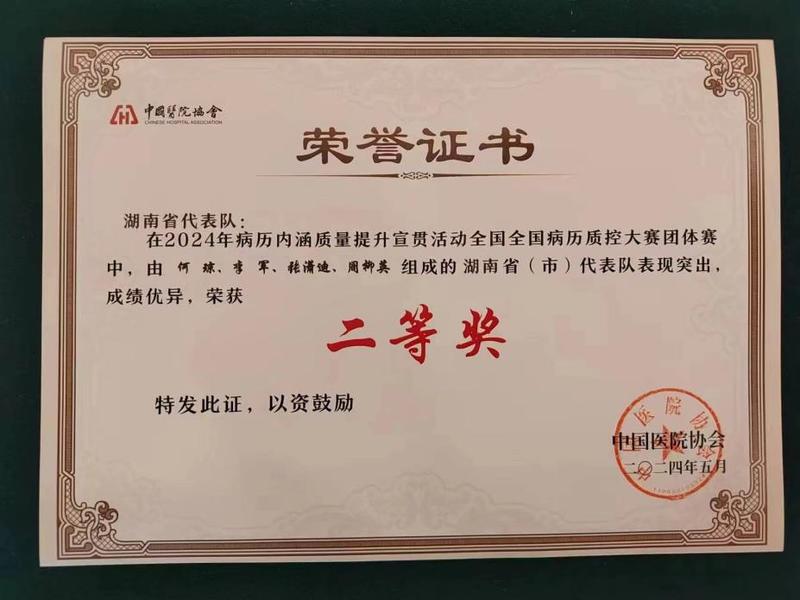 中國醫院協會
CHINESE HOSPITAL ASSOCIATION
荣誉证书
湖南省代表队：
在2024年病历内涵质量提升宣贯活动全国全国病历质控大赛团体赛
中，由 何 琼、李 军、张潇迪、周柳英 组成的 湖南省（市）代表队表现突出，
成绩优异，荣获
二等奖
特发此证，以资鼓励
中国医院协会
二〇二四年五月